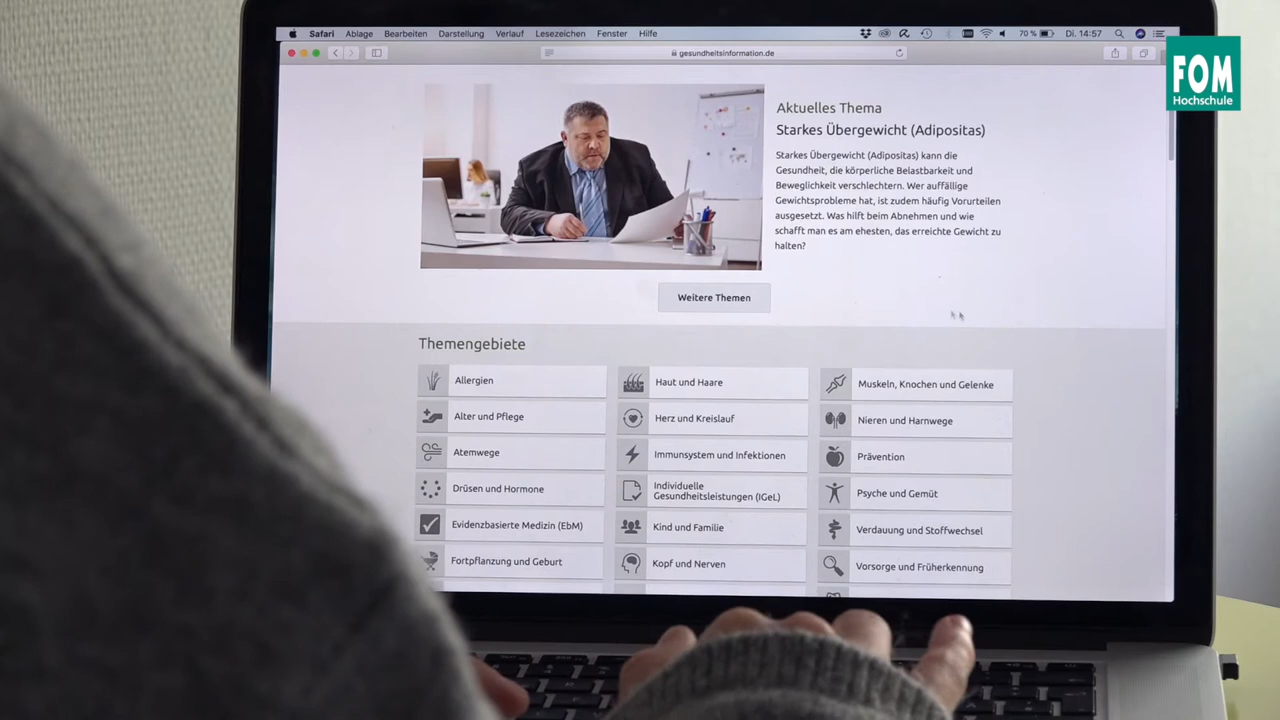 Safari Ablage Bearbeiten Darstellung Verlauf Lesezeichen Fenster Hilfe
70 % Di. 14:57
gesundheitsinformation.de
FOM
Hochschule
Aktuelles Thema
Starkes Übergewicht (Adipositas)
Starkes Übergewicht (Adipositas) kann die
Gesundheit, die körperliche Belastbarkeit und
Beweglichkeit verschlechtern. Wer auffällige
Gewichtsprobleme hat, ist zudem häufig Vorurteilen
ausgesetzt. Was hilft beim Abnehmen und wie
schafft man es am ehesten, das erreichte Gewicht zu
halten?
Weitere Themen
Themengebiete
Allergien
Haut und Haare
Muskeln, Knochen und Gelenke
Alter und Pflege
Herz und Kreislauf
Nieren und Harnwege
Atemwege
Immunsystem und Infektionen
Prävention
Drüsen und Hormone
Individuelle
Gesundheitsleistungen (IGeL)
Psyche und Gemüt
Evidenzbasierte Medizin (EbM)
Kind und Familie
Verdauung und Stoffwechsel
Fortpflanzung und Geburt
Kopf und Nerven
Vorsorge und Früherkennung